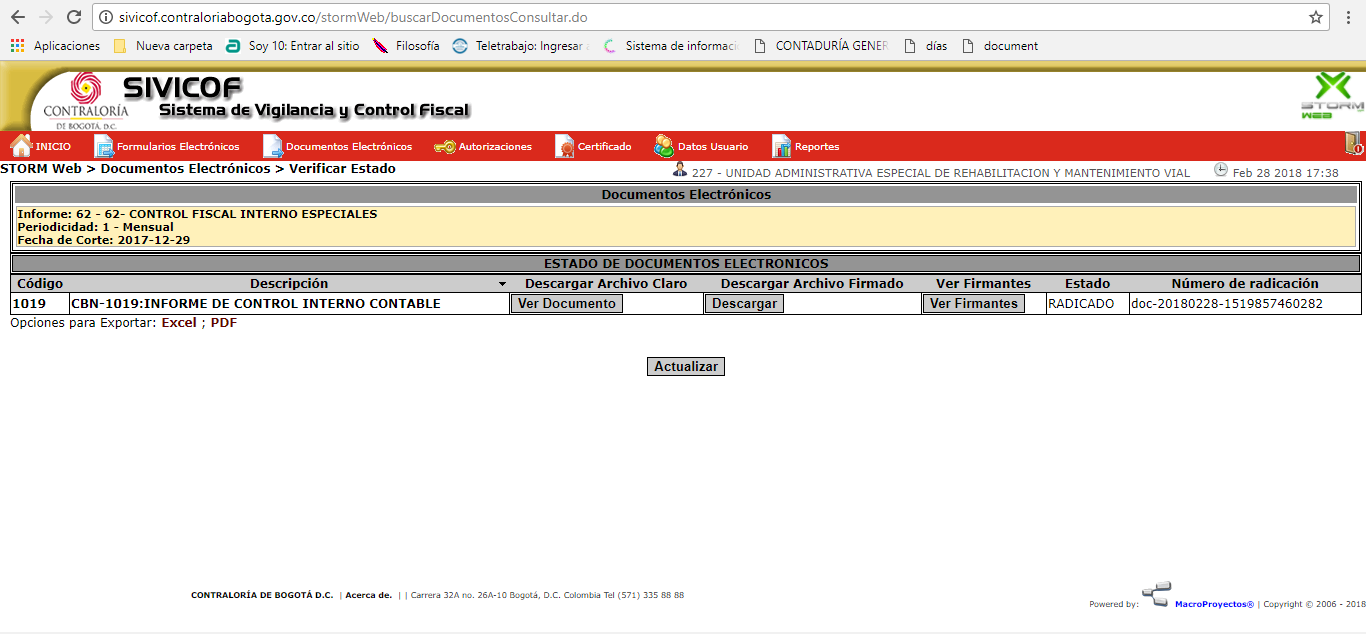 sivicof.contraloriabogota.gov.co/stormWeb/buscarDocumentosConsultar.do
Aplicaciones Nueva carpeta Soy 10: Entrar al sitio Filosofía Teletrabajo: Ingresar Sistema de informaci CONTADURÍA GENER días document
SIVICOF
Sistema de Vigilancia y Control Fiscal
CONTRALORÍA
DE BOGOTÁ, D.C.
STORM
WEB
INICIO Formularios Electrónicos Documentos Electrónicos Autorizaciones Certificado Datos Usuario Reportes
STORM Web > Documentos Electrónicos > Verificar Estado 227 - UNIDAD ADMINISTRATIVA ESPECIAL DE REHABILITACION Y MANTENIMIENTO VIAL Feb 28 2018 17:38
Documentos Electrónicos
Informe: 62 - 62- CONTROL FISCAL INTERNO ESPECIALES
Periodicidad: 1 - Mensual
Fecha de Corte: 2017-12-29
ESTADO DE DOCUMENTOS ELECTRONICOS
Código Descripción Descargar Archivo Claro Descargar Archivo Firmado Ver Firmantes Estado Número de radicación
1019 CBN-1019:INFORME DE CONTROL INTERNO CONTABLE Ver Documento Descargar Ver Firmantes RADICADO doc-20180228-1519857460282
Opciones para Exportar: Excel ; PDF
Actualizar
CONTRALORÍA DE BOGOTÁ D.C. | Acerca de. | | Carrera 32A no. 26A-10 Bogotá, D.C. Colombia Tel (571) 335 88 88
Powered by: MacroProyectos® | Copyright © 2006 - 2018